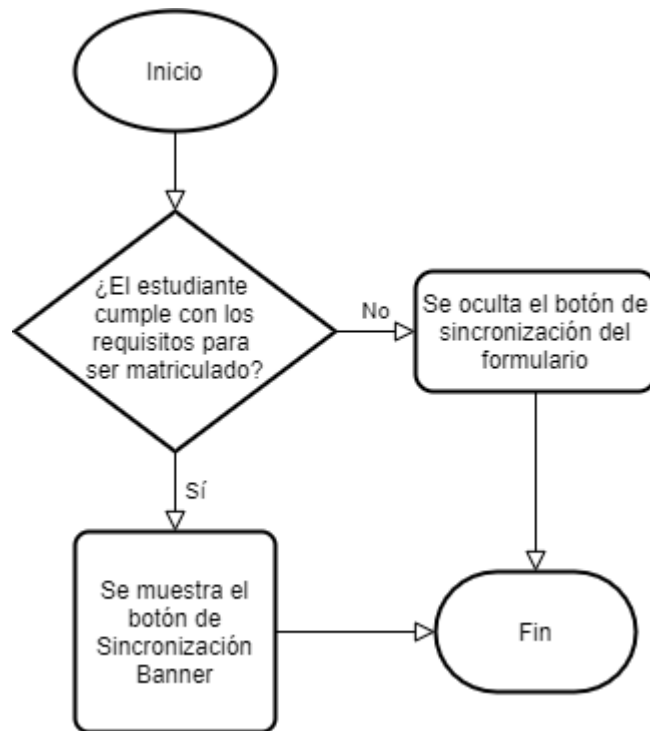 Inicio
¿El estudiante
cumple con los
requisitos para
ser matriculado?
No
Se oculta el botón de
sincronización del
formulario
Sí
Se muestra el
botón de
Sincronización
Banner
Fin